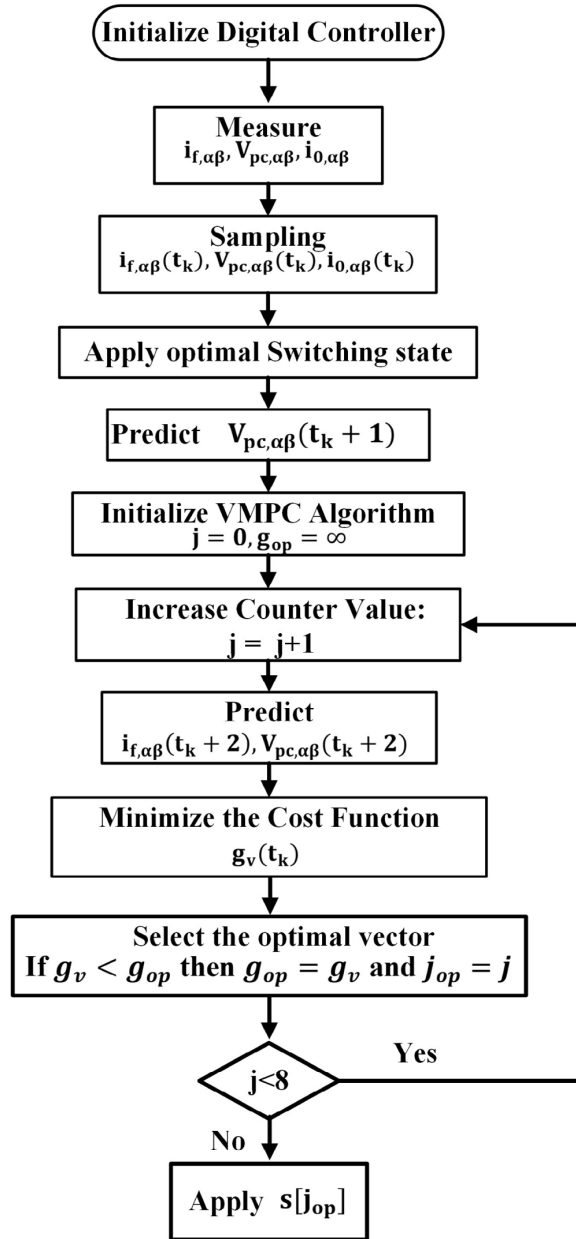 Initialize Digital Controller
Measure
i_{f,αβ}, V_{pc,αβ}, i_{0,αβ}
Sampling
i_{f,αβ}(t_k), V_{pc,αβ}(t_k), i_{0,αβ}(t_k)
Apply optimal Switching state
Predict V_{pc,αβ}(t_k + 1)
Initialize VMPC Algorithm
j = 0, g_{op} = ∞
Increase Counter Value:
j = j+1
Predict
i_{f,αβ}(t_k + 2), V_{pc,αβ}(t_k + 2)
Minimize the Cost Function
g_v(t_k)
Select the optimal vector
If g_v < g_{op} then g_{op} = g_v and j_{op} = j
j<8
Yes
No
Apply s[j_{op}]